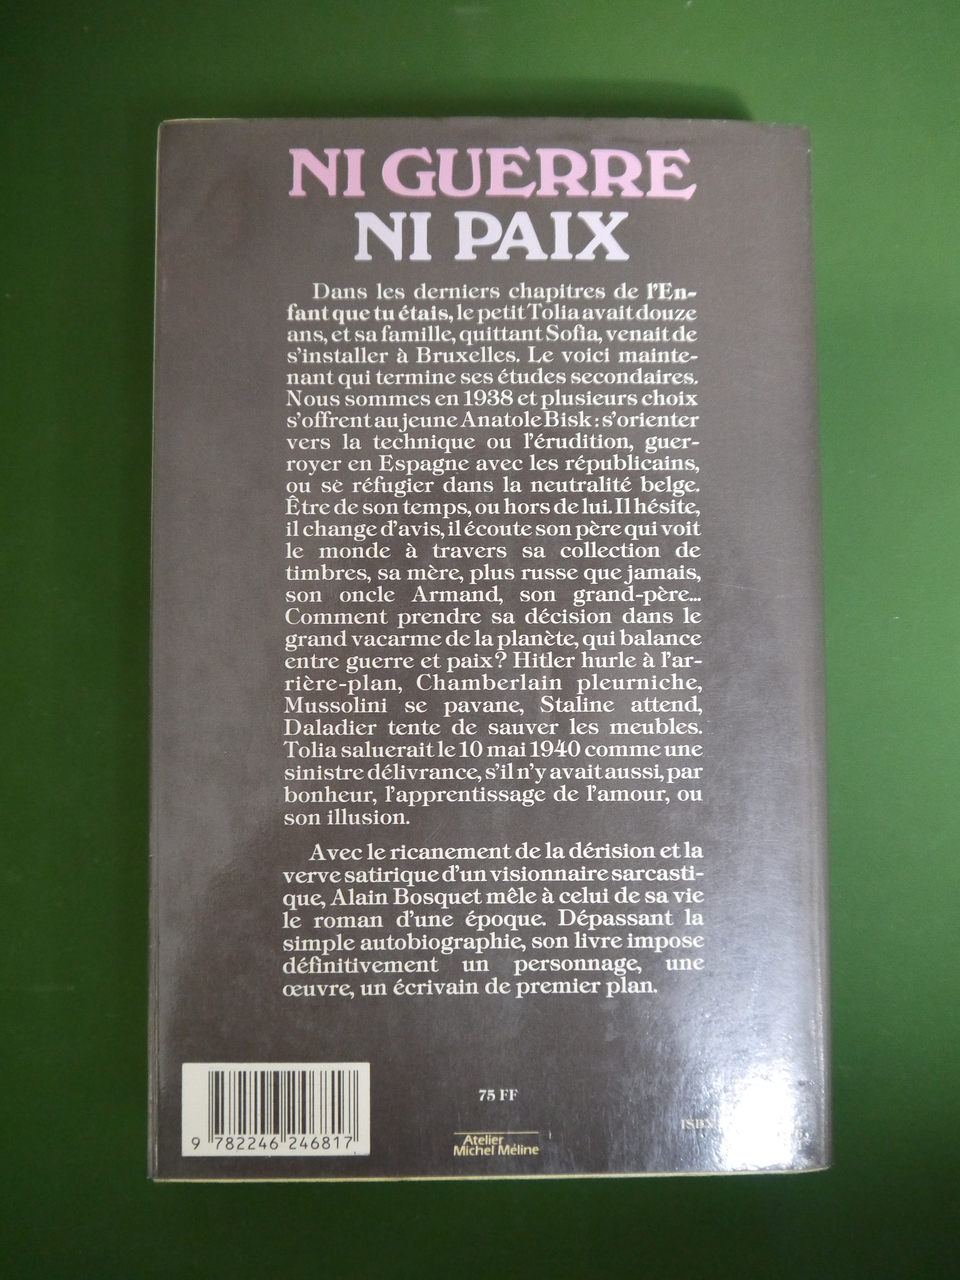 NI GUERRE
NI PAIX
Dans les derniers chapitres de l'En-
fant que tu étais, le petit Tolia avait douze
ans, et sa famille, quittant Sofia, venait de
s'installer à Bruxelles. Le voici mainte-
nant qui termine ses études secondaires.
Nous sommes en 1938 et plusieurs choix
s'offrent au jeune Anatole Bisk : s'orienter
vers la technique ou l'érudition, guer-
royer en Espagne avec les républicains,
ou se réfugier dans la neutralité belge.
Être de son temps, ou hors de lui. Il hésite,
il change d'avis, il écoute son père qui voit
le monde à travers sa collection de
timbres, sa mère, plus russe que jamais,
son oncle Armand, son grand-père...
Comment prendre sa décision dans le
grand vacarme de la planète, qui balance
entre guerre et paix ? Hitler hurle à l'ar-
rière-plan, Chamberlain pleurniche,
Mussolini se pavane, Staline attend,
Daladier tente de sauver les meubles.
Tolia saluerait le 10 mai 1940 comme une
sinistre délivrance, s'il n'y avait aussi, par
bonheur, l'apprentissage de l'amour, ou
son illusion.
Avec le ricanement de la dérision et la
verve satirique d'un visionnaire sarcasti-
que, Alain Bosquet mêle à celui de sa vie
le roman d'une époque. Dépassant la
simple autobiographie, son livre impose
définitivement un personnage, une
œuvre, un écrivain de premier plan.
75 FF
ISBN
9 782246 246817
Atelier
Michel Méline